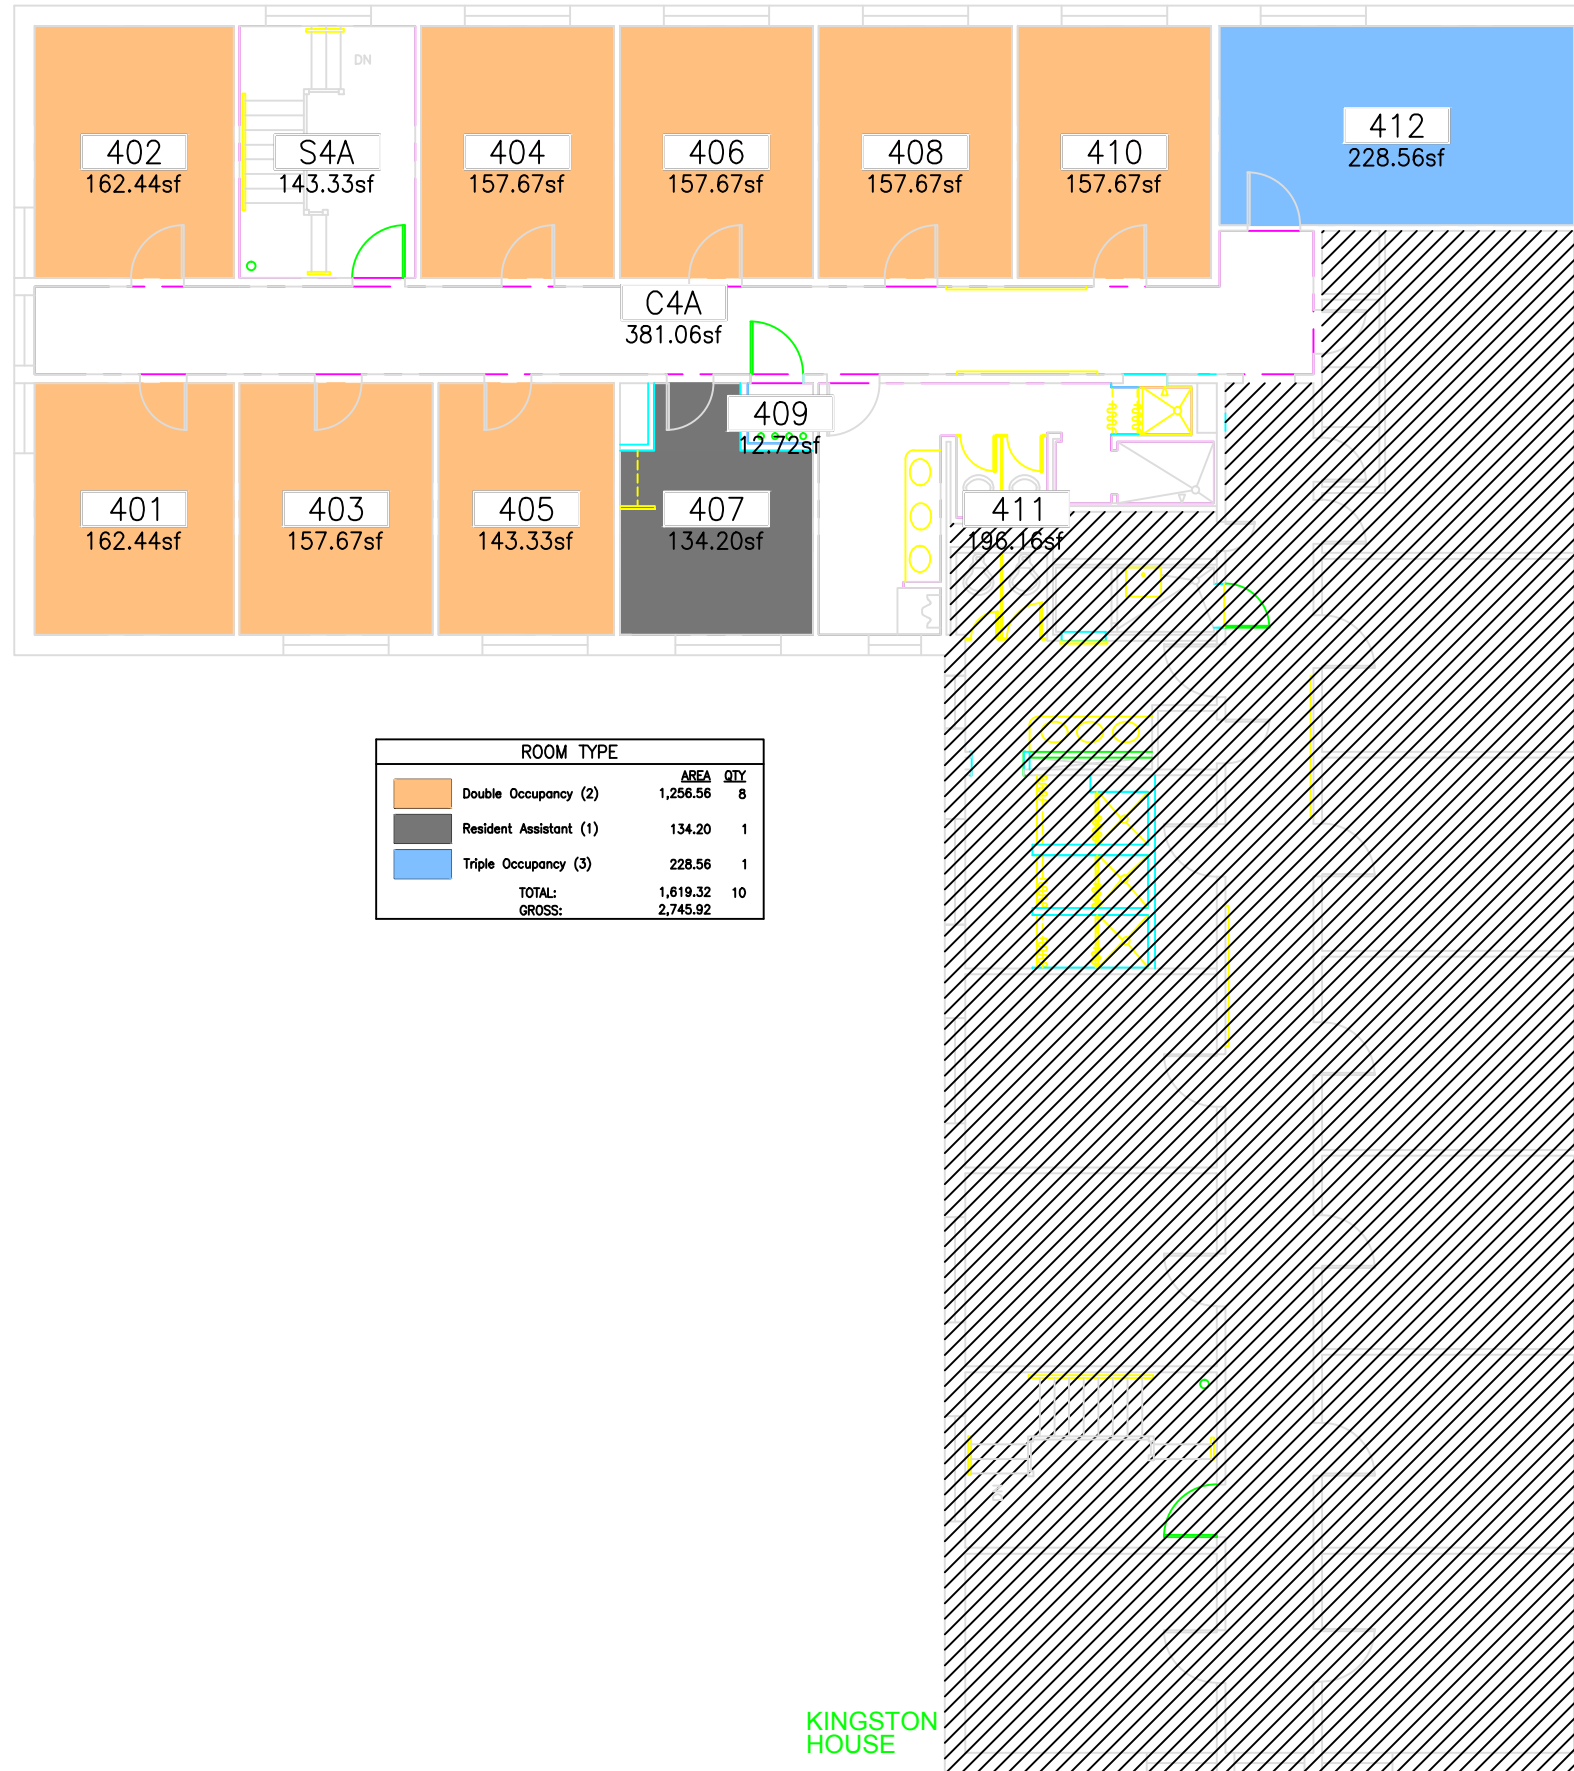 DN
402
162.44sf
S4A
143.33sf
404
157.67sf
406
157.67sf
408
157.67sf
410
157.67sf
412
228.56sf
C4A
381.06sf
409
12.72sf
401
162.44sf
403
157.67sf
405
143.33sf
407
134.20sf
411
196.16sf
ROOM TYPE
AREA QTY
Double Occupancy (2) 1,256.56 8
Resident Assistant (1) 134.20 1
Triple Occupancy (3) 228.56 1
TOTAL: 1,619.32 10
GROSS: 2,745.92
DN
KINGSTON
HOUSE